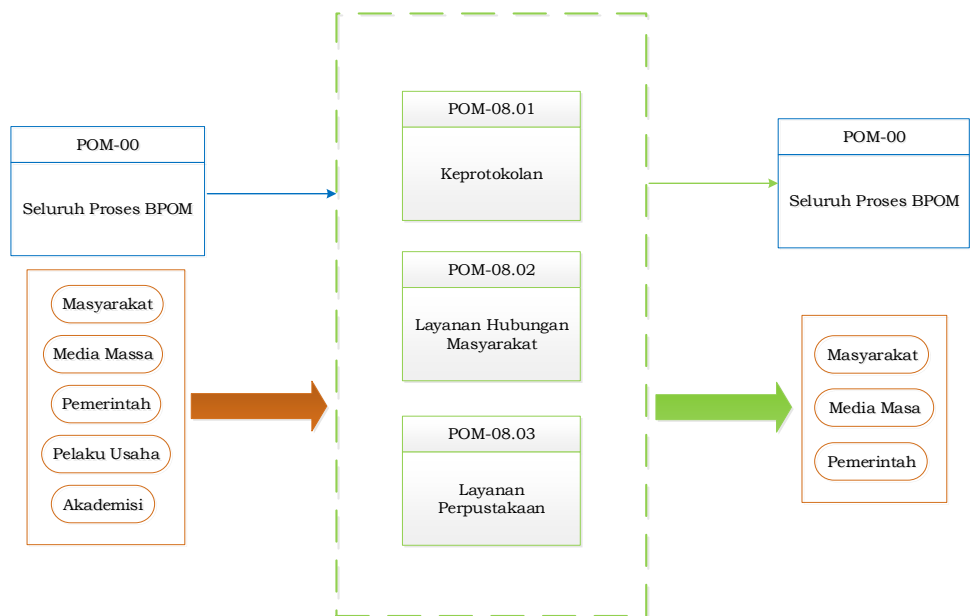 POM-00
Seluruh Proses BPOM
Masyarakat
Media Massa
Pemerintah
Pelaku Usaha
Akademisi
POM-08.01
Keprotokolan
POM-08.02
Layanan Hubungan
Masyarakat
POM-08.03
Layanan
Perpustakaan
POM-00
Seluruh Proses BPOM
Masyarakat
Media Masa
Pemerintah